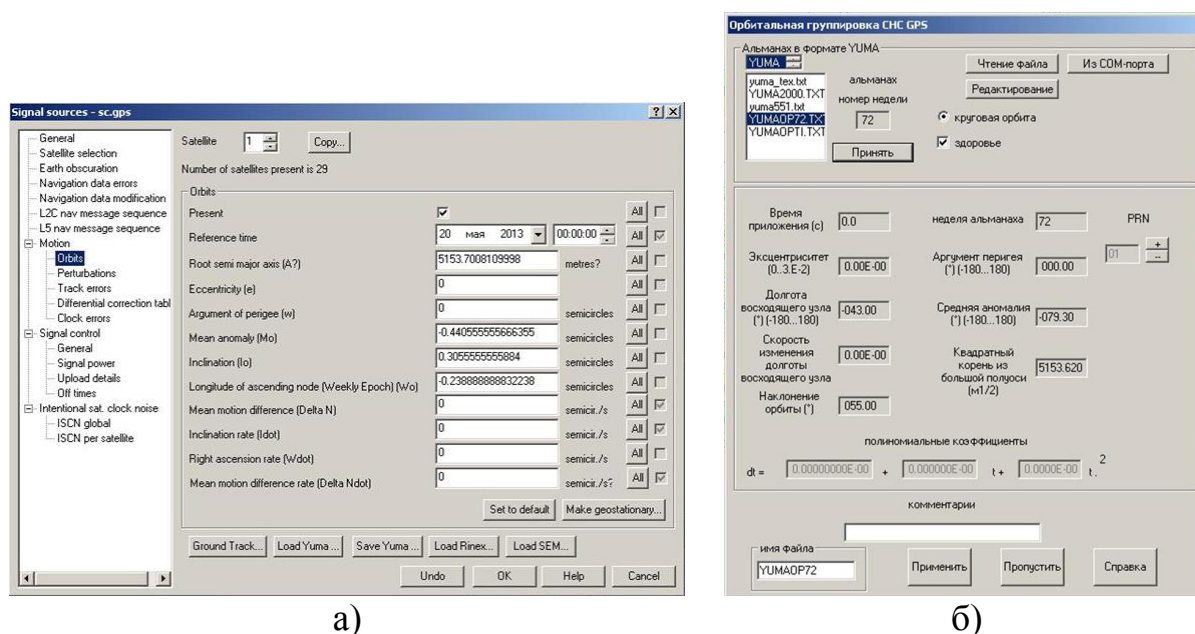 Signal sources - sc.gps
General
Satellite selection
Earth obscuration
Navigation data errors
Navigation data modification
L2C nav message sequence
L5 nav message sequence
Motion
Orbits
Perturbations
Track errors
Differential correction tabl
Clock errors
Signal control
General
Signal power
Upload details
Off times
Intentional sat. clock noise
ISCN global
ISCN per satellite
Satellite 1 Copy...
Number of satellites present is 29
Orbits
Present All
Reference time 20 мая 2013 00:00:00 All
Root semi major axis (A?) 5153.7008109998 metres? All
Eccentricity (e) 0 All
Argument of perigee (w) 0 semicircles All
Mean anomaly (Mo) -0.440555555666355 semicircles All
Inclination (Io) 0.3055555555884 semicircles All
Longitude of ascending node (Weekly Epoch) (Wo) -0.238888888832238 semicircles All
Mean motion difference (Delta N) 0 semicir./s All
Inclination rate (Idot) 0 semicir./s All
Right ascension rate (Wdot) 0 semicir./s All
Mean motion difference rate (Delta Ndot) 0 semicir./s? All
Set to default Make geostationary...
Ground Track... Load Yuma ... Save Yuma ... Load Rinex... Load SEM...
Undo OK Help Cancel
а)
Орбитальная группировка СНС GPS
Альманах в формате YUMA
YUMA
yuma_tex.txt
YUMA2000.TXT
yuma551.txt
YUMAOP72.TXT
YUMAOPTI.TXT
альманах
номер недели
72
Принять
Чтение файла Из COM-порта
Редактирование
круговая орбита
здоровье
Время приложения (с) 0.0 неделя альманаха 72 PRN
01 + --
Эксцентриситет (0..3.E-2) 0.00E-00 Аргумент перигея (°) (-180...180) 000.00
Долгота восходящего узла (°) (-180...180) -043.00 Средняя аномалия (°) (-180...180) -079.30
Скорость изменения долготы восходящего узла 0.00E-00 Квадратный корень из большой полуоси (м1/2) 5153.620
Наклонение орбиты (°) 055.00
полиномиальные коэффициенты
dt = 0.00000000E-00 + 0.000000E-00 t + 0.0000E-00 t. 2
комментарии
имя файла
YUMAOP72
Применить Пропустить Справка
б)